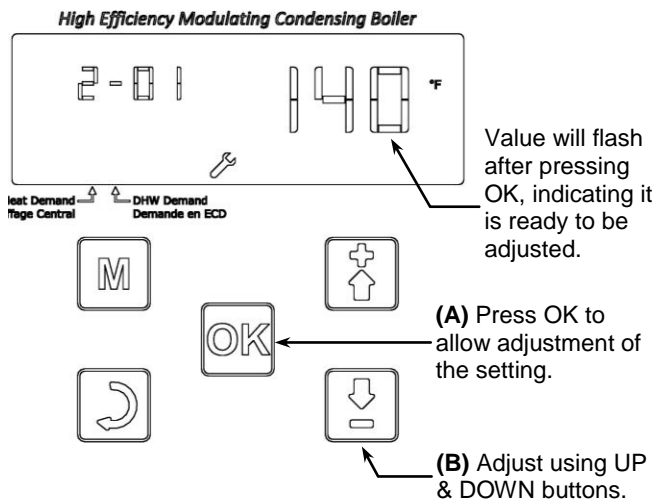 High Efficiency Modulating Condensing Boiler
2-01 140 °F
Value will flash
after pressing
OK, indicating it
is ready to be
adjusted.
eat Demand
DHW Demand
ffage Central
Demande en ECD
M
OK
(A) Press OK to
allow adjustment of
the setting.
(B) Adjust using UP
& DOWN buttons.